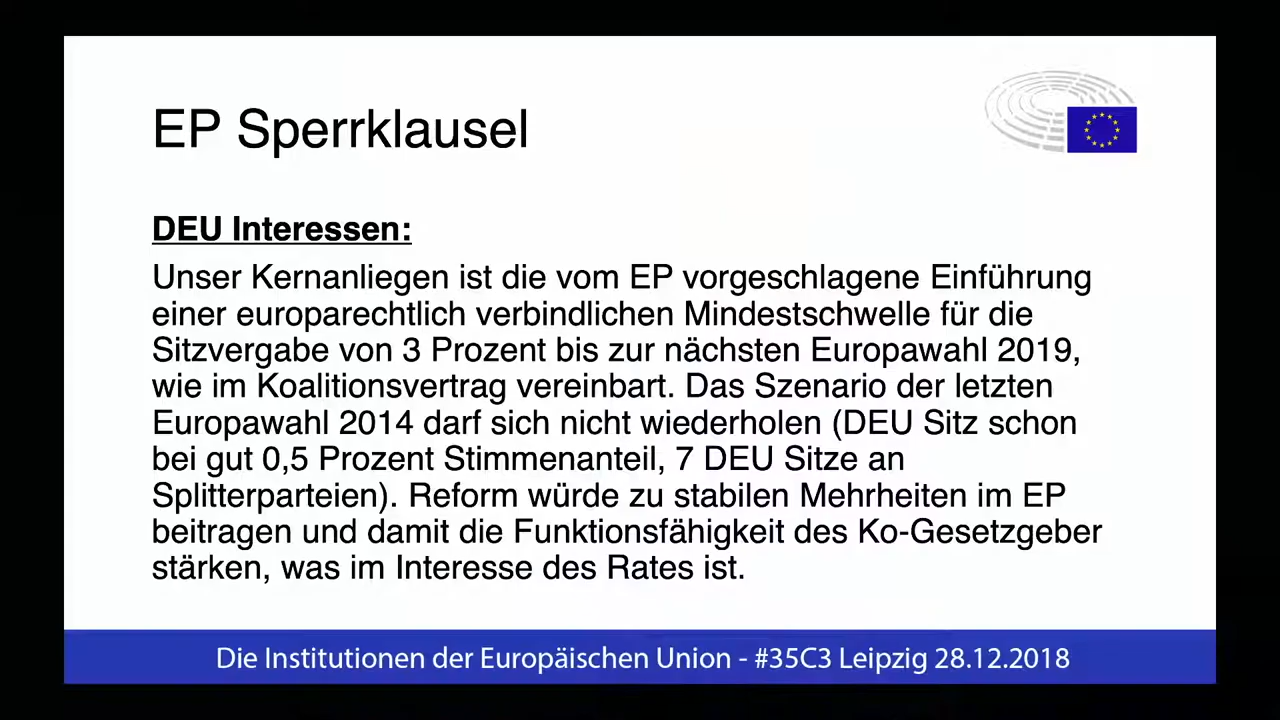 EP Sperrklausel
DEU Interessen:
Unser Kernanliegen ist die vom EP vorgeschlagene Einführung
einer europarechtlich verbindlichen Mindestschwelle für die
Sitzvergabe von 3 Prozent bis zur nächsten Europawahl 2019,
wie im Koalitionsvertrag vereinbart. Das Szenario der letzten
Europawahl 2014 darf sich nicht wiederholen (DEU Sitz schon
bei gut 0,5 Prozent Stimmenanteil, 7 DEU Sitze an
Splitterparteien). Reform würde zu stabilen Mehrheiten im EP
beitragen und damit die Funktionsfähigkeit des Ko-Gesetzgeber
stärken, was im Interesse des Rates ist.
Die Institutionen der Europäischen Union - #35C3 Leipzig 28.12.2018